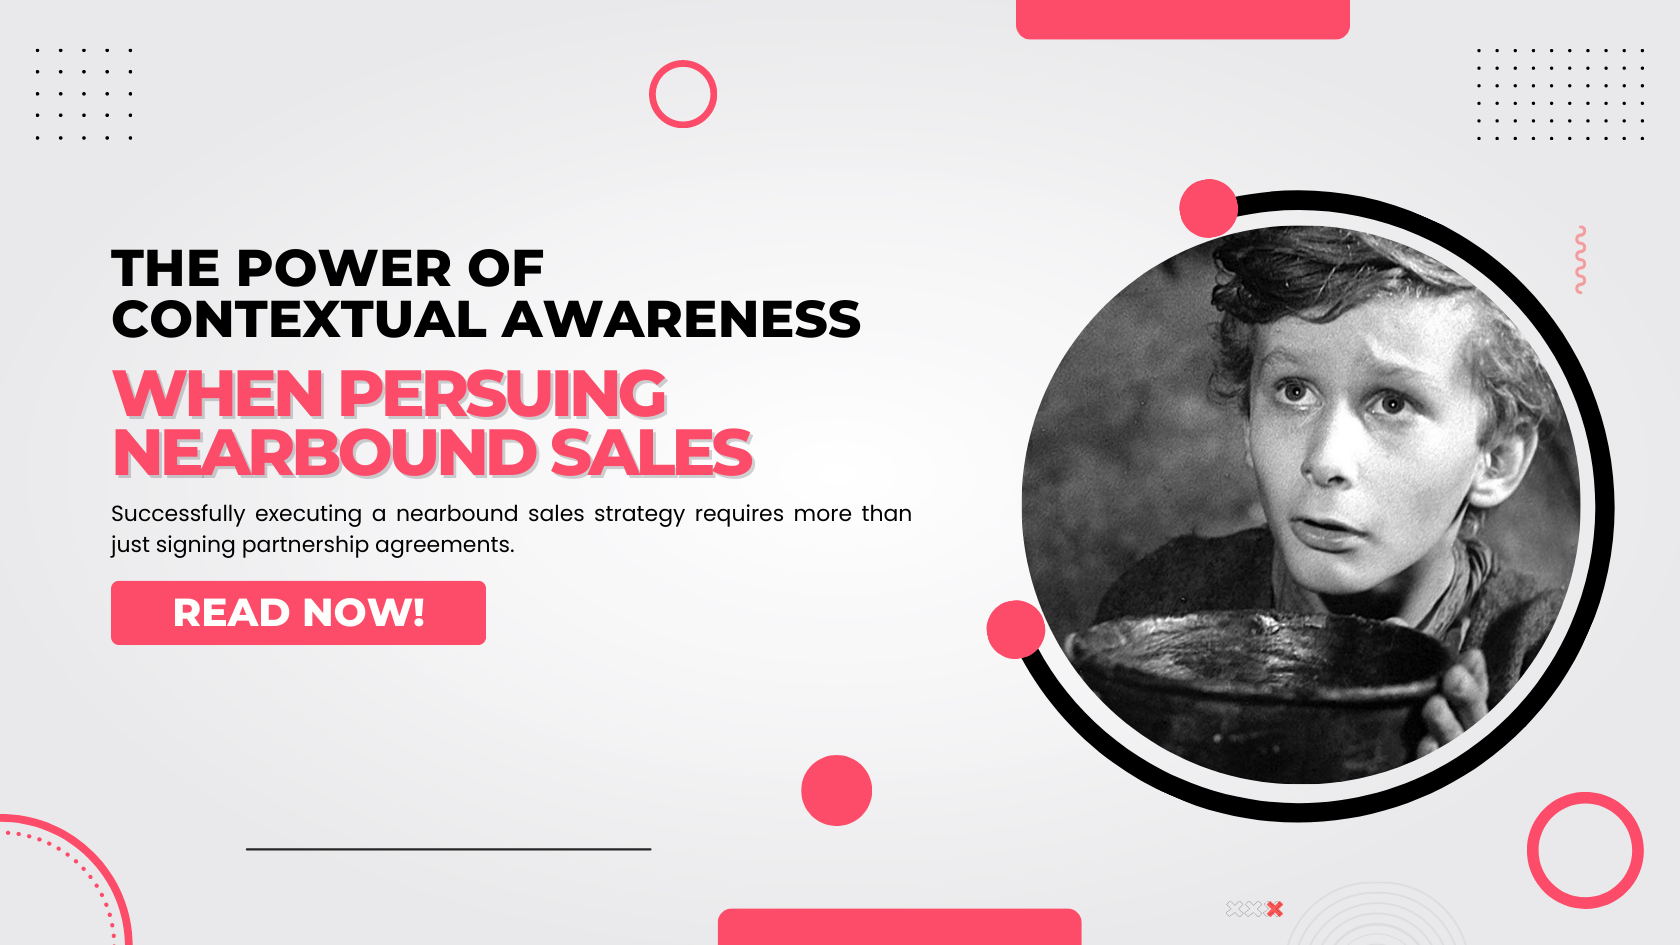 THE POWER OF
CONTEXTUAL AWARENESS
WHEN PERSUING
NEARBOUND SALES
Successfully executing a nearbound sales strategy requires more than
just signing partnership agreements.
READ NOW!